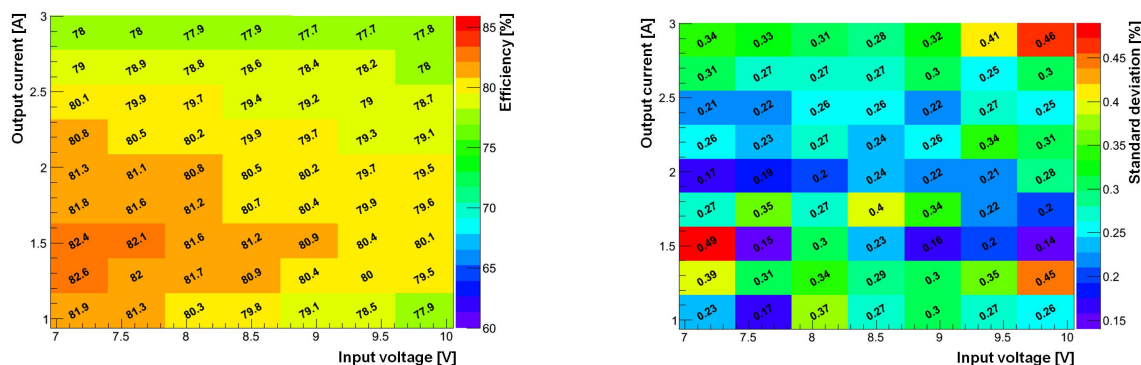 Output current [A]
3
2.5
2
1.5
1
78 78 77.9 77.9 77.7 77.7 77.8
79 78.9 78.8 78.6 78.4 78.2 78
80.1 79.9 79.7 79.4 79.2 79 78.7
80.8 80.5 80.2 79.9 79.7 79.3 79.1
81.3 81.1 80.8 80.5 80.2 79.7 79.5
81.8 81.6 81.2 80.7 80.4 79.9 79.6
82.4 82.1 81.6 81.2 80.9 80.4 80.1
82.6 82 81.7 80.9 80.4 80 79.5
81.9 81.3 80.3 79.8 79.1 78.5 77.9
7 7.5 8 8.5 9 9.5 10
Input voltage [V]
85
80
75
70
65
60
Efficiency [%]
Output current [A]
3
2.5
2
1.5
1
0.34 0.33 0.31 0.28 0.32 0.41 0.46
0.31 0.27 0.27 0.27 0.3 0.25 0.3
0.21 0.22 0.26 0.26 0.22 0.27 0.25
0.26 0.23 0.27 0.24 0.26 0.34 0.31
0.17 0.19 0.2 0.24 0.22 0.21 0.28
0.27 0.35 0.27 0.4 0.34 0.22 0.2
0.49 0.15 0.3 0.23 0.16 0.2 0.14
0.39 0.31 0.34 0.29 0.3 0.35 0.45
0.23 0.17 0.37 0.27 0.3 0.27 0.26
7 7.5 8 8.5 9 9.5 10
Input voltage [V]
0.45
0.4
0.35
0.3
0.25
0.2
0.15
Standard deviation [%]